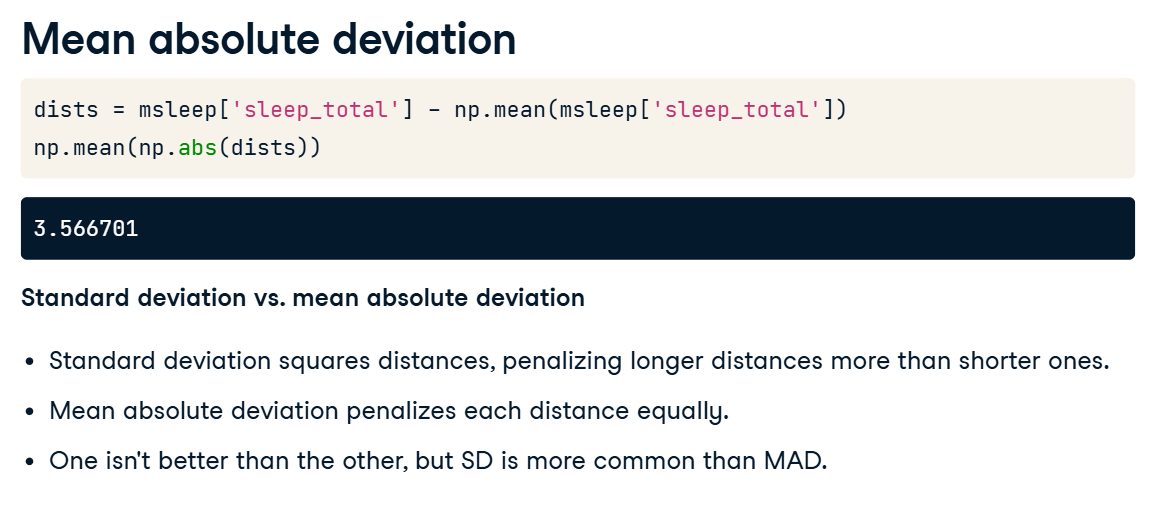 Mean absolute deviation
dists = msleep['sleep_total'] - np.mean(msleep['sleep_total'])
np.mean(np.abs(dists))
3.566701
Standard deviation vs. mean absolute deviation
• Standard deviation squares distances, penalizing longer distances more than shorter ones.
• Mean absolute deviation penalizes each distance equally.
• One isn't better than the other, but SD is more common than MAD.